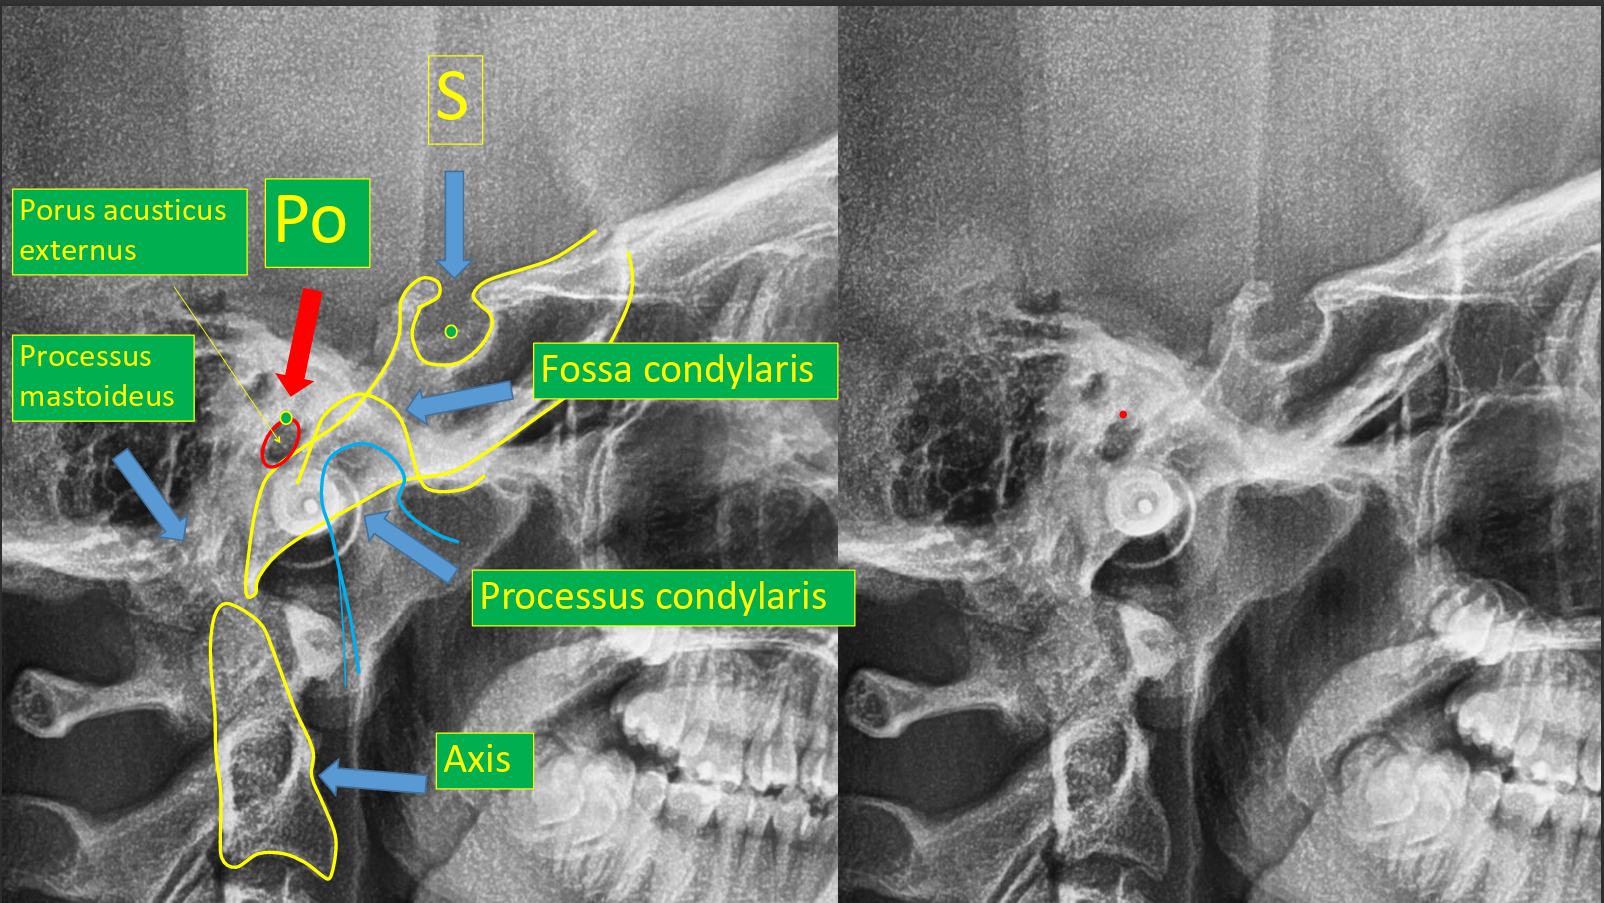 S
Porus acusticus
externus
Po
Processus
mastoideus
Fossa condylaris
Processus condylaris
Axis